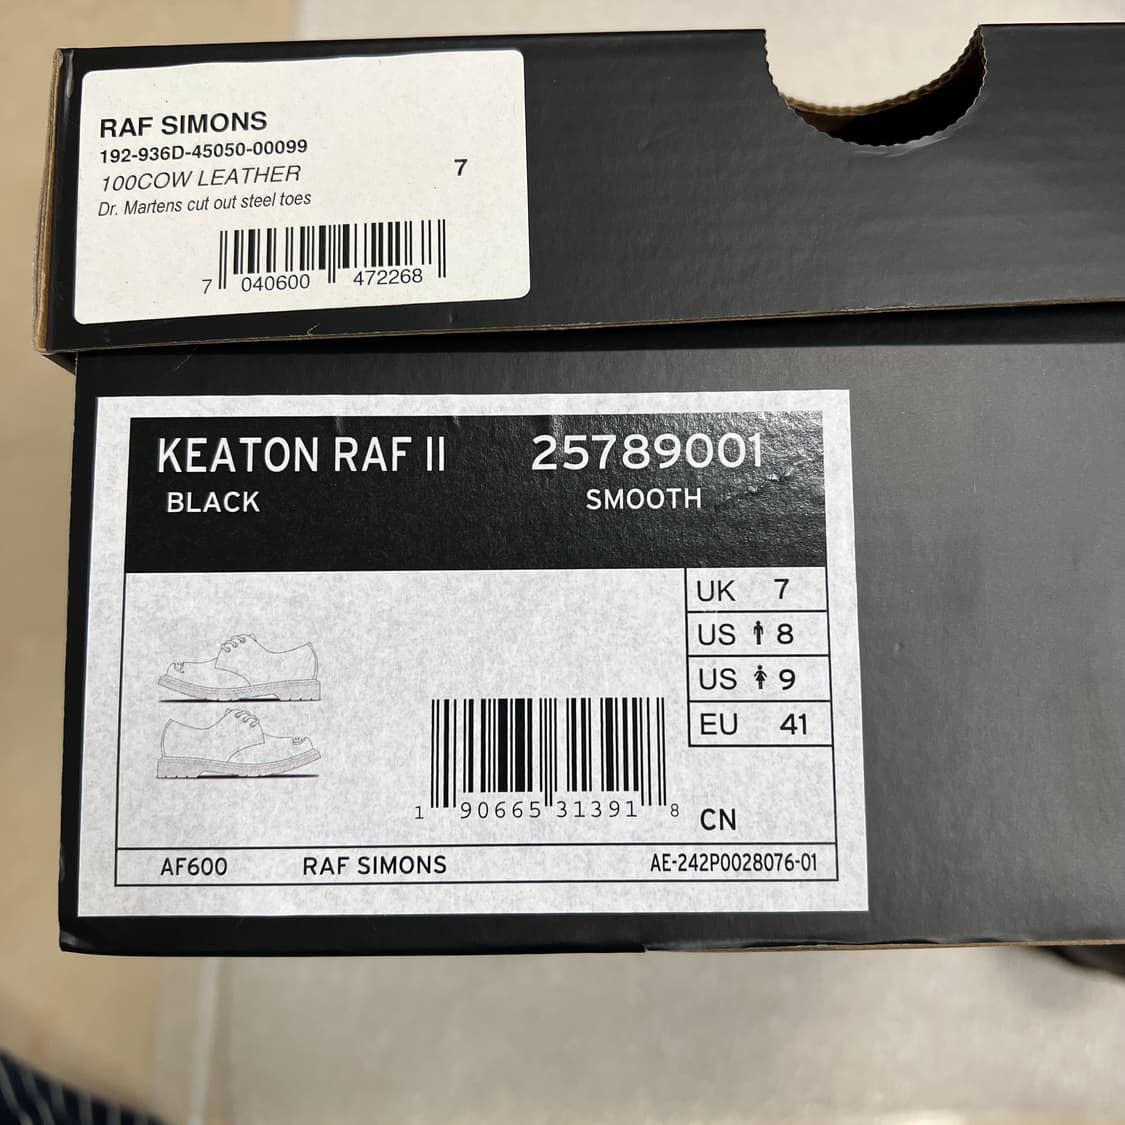 RAF SIMONS
192-936D-45050-00099
100COW LEATHER 7
Dr. Martens cut out steel toes
7 040600 472268
KEATON RAF II 25789001
BLACK SMOOTH
UK 7
US 8
US 9
EU 41
1 90665 31391 8
CN
AF600 RAF SIMONS AE-242P0028076-01